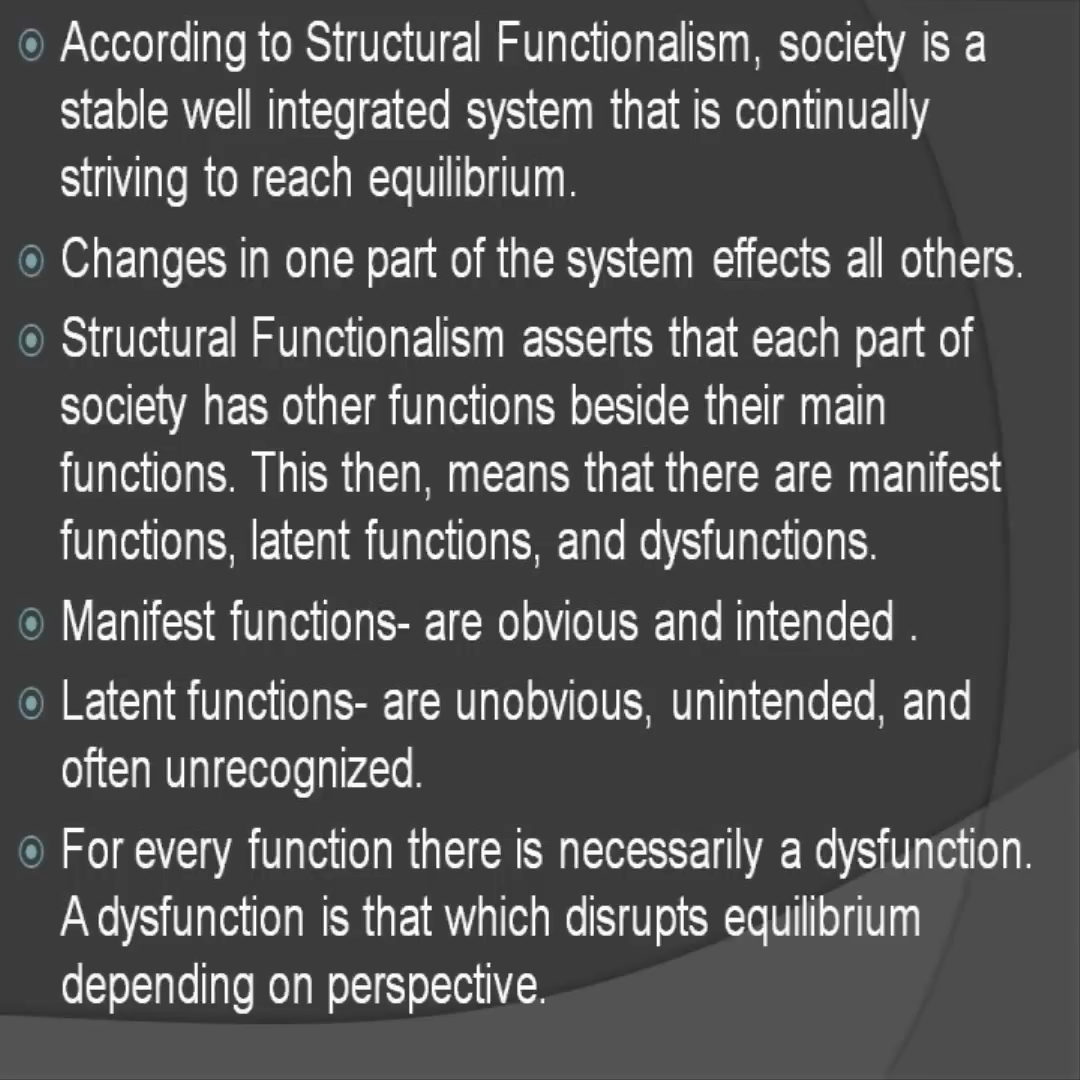 According to Structural Functionalism, society is a
stable well integrated system that is continually
striving to reach equilibrium.
Changes in one part of the system effects all others.
Structural Functionalism asserts that each part of
society has other functions beside their main
functions. This then, means that there are manifest
functions, latent functions, and dysfunctions.
Manifest functions- are obvious and intended .
Latent functions- are unobvious, unintended, and
often unrecognized.
For every function there is necessarily a dysfunction.
A dysfunction is that which disrupts equilibrium
depending on perspective.